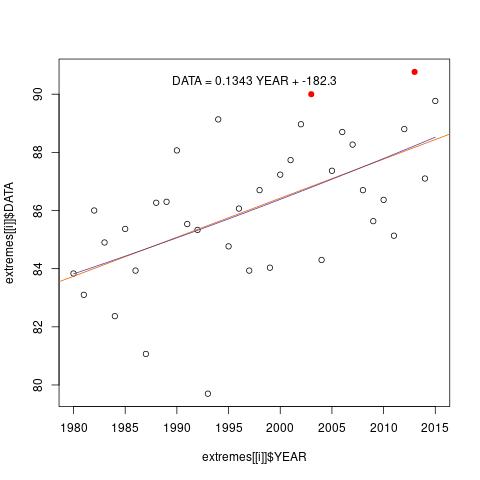 DATA = 0.1343 YEAR + -182.3
extremes[[i]]$DATA
90
88
86
84
82
80
1980 1985 1990 1995 2000 2005 2010 2015
extremes[[i]]$YEAR